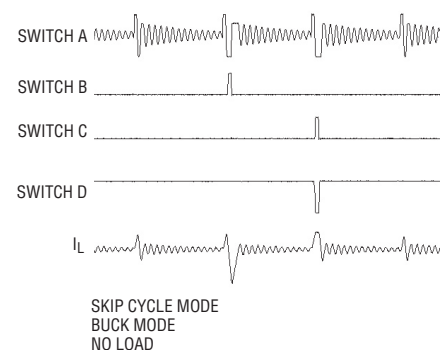 SWITCH A
SWITCH B
SWITCH C
SWITCH D
IL
SKIP CYCLE MODE
BUCK MODE
NO LOAD